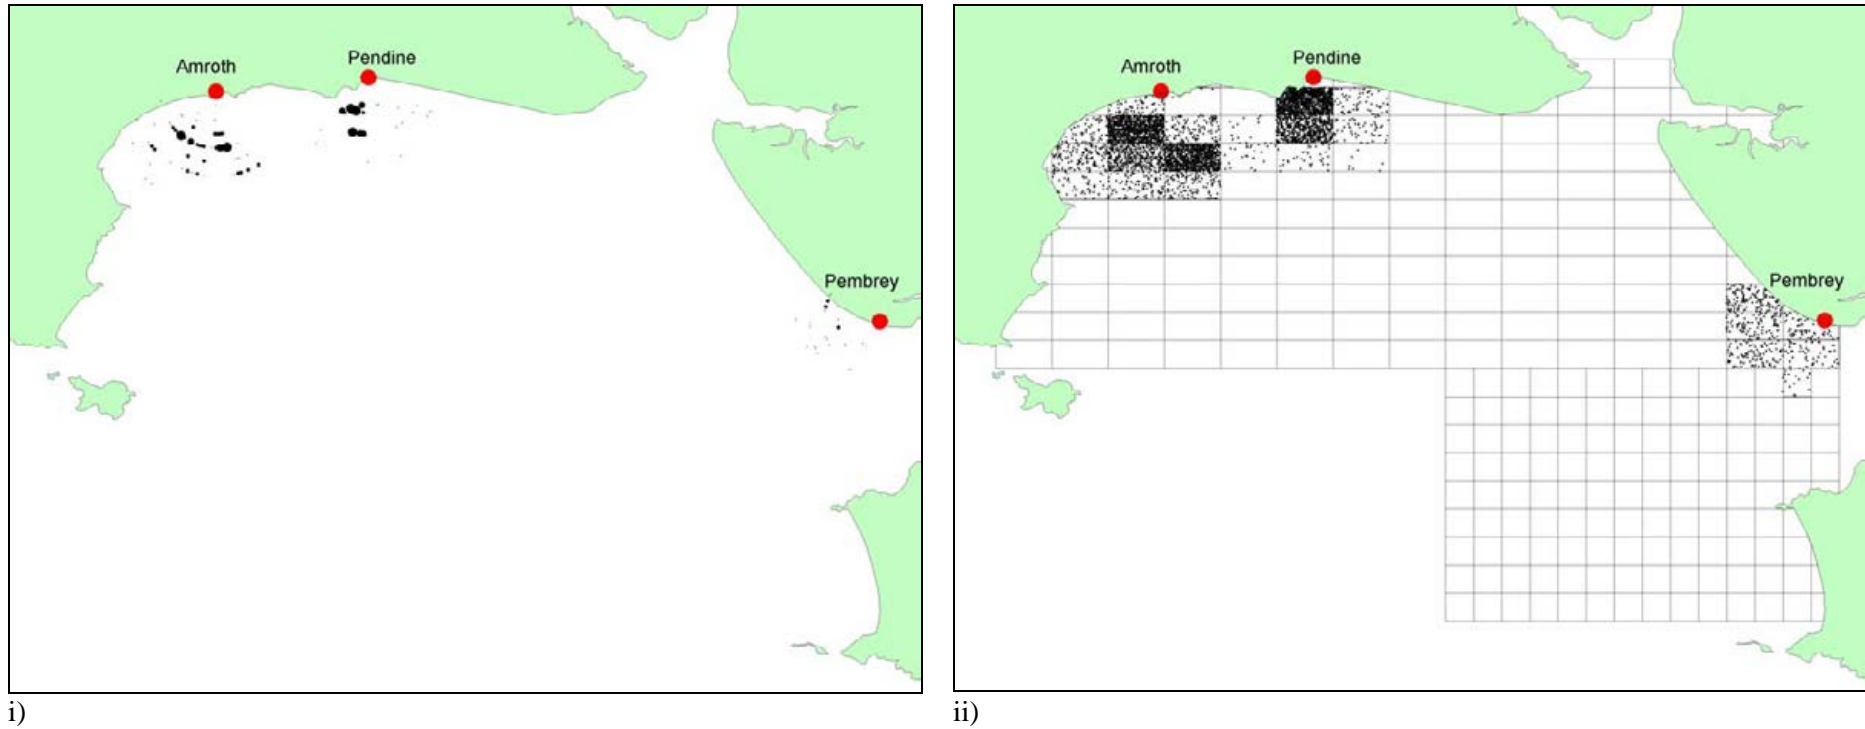 Amroth
Pendine
Pembrey
Amroth
Pendine
Pembrey
i)
ii)